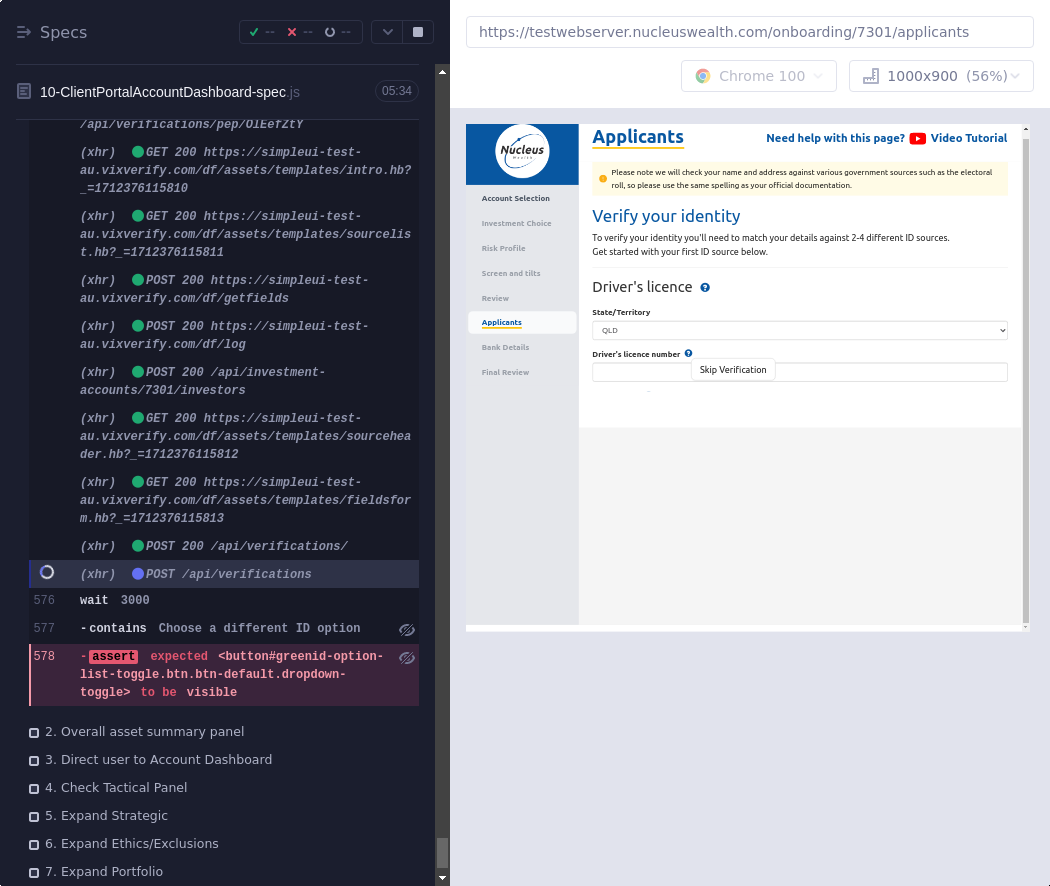 Specs
-- -- --
10-ClientPortalAccountDashboard-spec.js 05:34
/api/verifications/pep/OlEefZtY
(xhr) GET 200 https://simpleui-test-
au.vixverify.com/df/assets/templates/intro.hb?
_=1712376115810
(xhr) GET 200 https://simpleui-test-
au.vixverify.com/df/assets/templates/sourcelis
t.hb?_=1712376115811
(xhr) POST 200 https://simpleui-test-
au.vixverify.com/df/getfields
(xhr) POST 200 https://simpleui-test-
au.vixverify.com/df/log
(xhr) POST 200 /api/investment-
accounts/7301/investors
(xhr) GET 200 https://simpleui-test-
au.vixverify.com/df/assets/templates/sourcehea
der.hb?_=1712376115812
(xhr) GET 200 https://simpleui-test-
au.vixverify.com/df/assets/templates/fieldsfor
m.hb?_=1712376115813
(xhr) POST 200 /api/verifications/
(xhr) POST /api/verifications
576 wait 3000
577 -contains Choose a different ID option
578 -assert expected <button#greenid-option-
list-toggle.btn.btn-default.dropdown-
toggle> to be visible
2. Overall asset summary panel
3. Direct user to Account Dashboard
4. Check Tactical Panel
5. Expand Strategic
6. Expand Ethics/Exclusions
7. Expand Portfolio
https://testwebserver.nucleuswealth.com/onboarding/7301/applicants
Chrome 100
1000x900 (56%)
Nucleus
Wealth
Account Selection
Investment Choice
Risk Profile
Screen and tilts
Review
Applicants
Bank Details
Final Review
Applicants
Need help with this page? Video Tutorial
Please note we will check your name and address against various government sources such as the electoral
roll, so please use the same spelling as your official documentation.
Verify your identity
To verify your identity you'll need to match your details against 2-4 different ID sources.
Get started with your first ID source below.
Driver's licence
State/Territory
QLD
Driver's licence number
Skip Verification